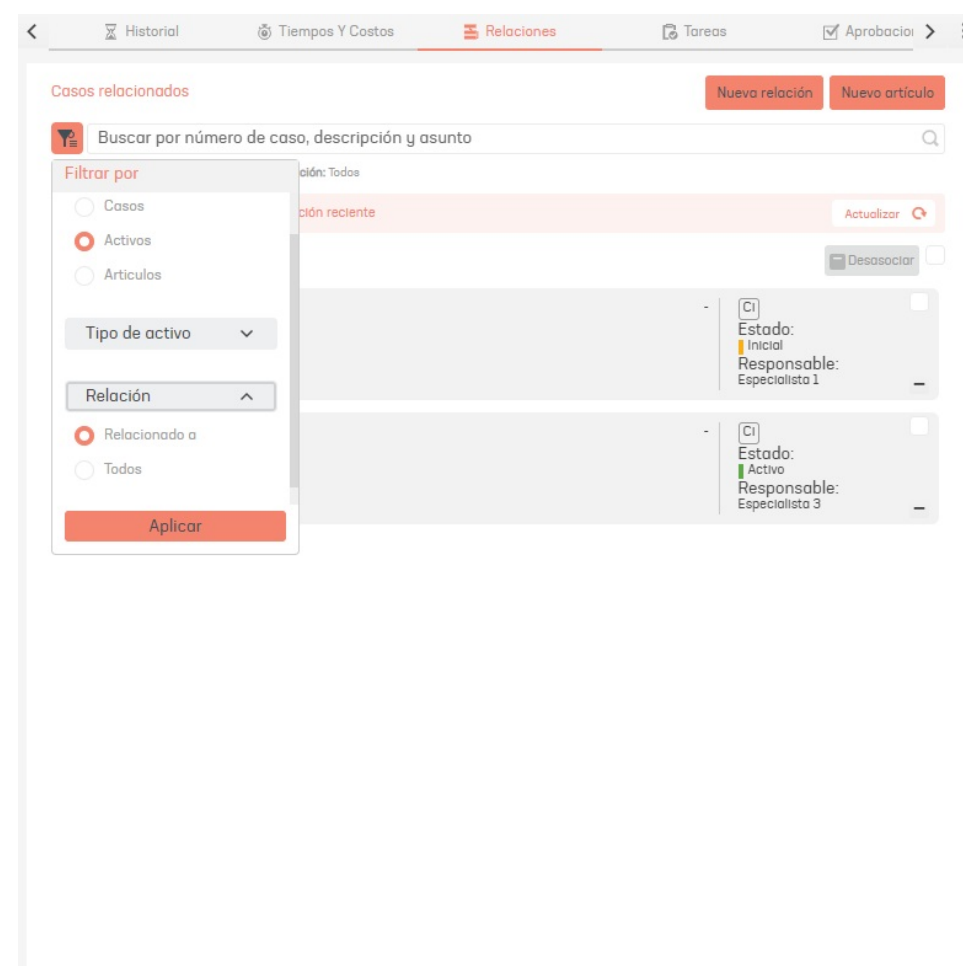 Historial Tiempos Y Costos Relaciones Tareas Aprobacio
Casos relacionados Nueva relación Nuevo artículo
Buscar por número de caso, descripción y asunto
Filtrar por ción: Todos
Casos ción reciente Actualizar
Activos
Articulos Desasociar
Tipo de activo
- CI
Estado:
Inicial
Responsable:
Especialista 1
Relación
Relacionado a
Todos
- CI
Estado:
Activo
Responsable:
Especialista 3
Aplicar